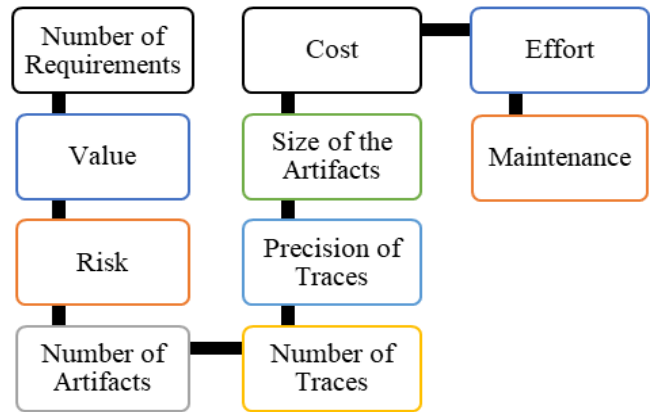 Number of
Requirements
Value
Risk
Number of
Artifacts
Number of
Traces
Precision of
Traces
Size of the
Artifacts
Cost
Effort
Maintenance